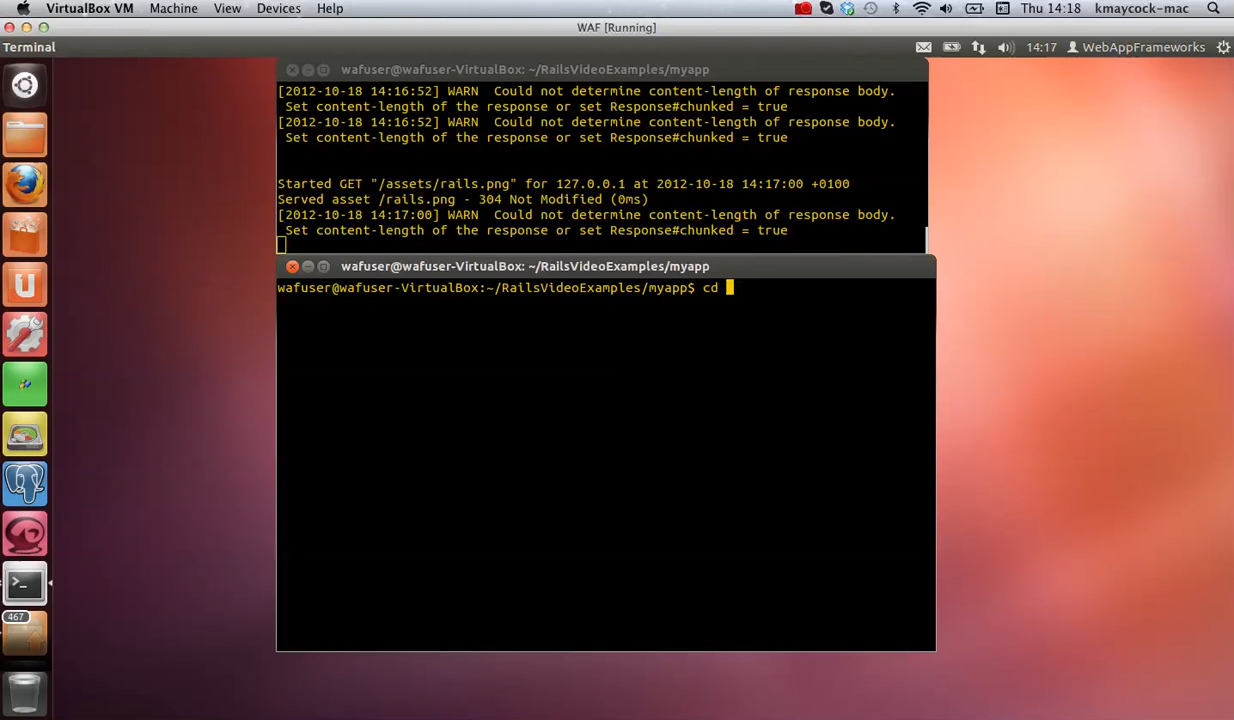 VirtualBox VM Machine View Devices Help Thu 14:18 kmaycock-mac
WAF [Running]
Terminal 14:17 WebAppFrameworks
wafuser@wafuser-VirtualBox: ~/RailsVideoExamples/myapp
[2012-10-18 14:16:52] WARN  Could not determine content-length of response body.
 Set content-length of the response or set Response#chunked = true
[2012-10-18 14:16:52] WARN  Could not determine content-length of response body.
 Set content-length of the response or set Response#chunked = true
Started GET "/assets/rails.png" for 127.0.0.1 at 2012-10-18 14:17:00 +0100
Served asset /rails.png - 304 Not Modified (0ms)
[2012-10-18 14:17:00] WARN  Could not determine content-length of response body.
 Set content-length of the response or set Response#chunked = true
wafuser@wafuser-VirtualBox: ~/RailsVideoExamples/myapp
wafuser@wafuser-VirtualBox:~/RailsVideoExamples/myapp$ cd
U
>_
467